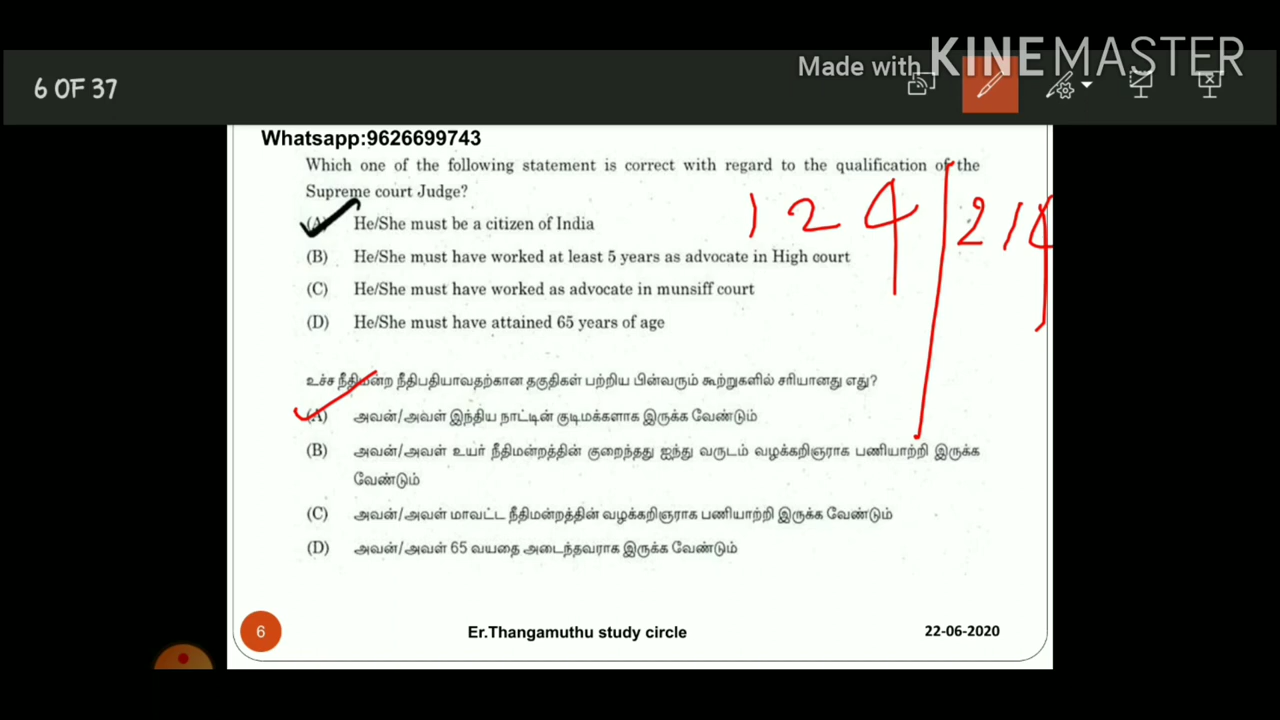 Made with KINEMASTER
6 OF 37
Whatsapp:9626699743
Which one of the following statement is correct with regard to the qualification of the
Supreme court Judge?
(A) He/She must be a citizen of India
(B) He/She must have worked at least 5 years as advocate in High court
(C) He/She must have worked as advocate in munsiff court
(D) He/She must have attained 65 years of age
124 214
உச்ச நீதிமன்ற நீதிபதியாவதற்கான தகுதிகள் பற்றிய பின்வரும் கூற்றுகளில் சரியானது எது?
(A) அவன்/அவள் இந்திய நாட்டின் குடிமக்களாக இருக்க வேண்டும்
(B) அவன்/அவள் உயர் நீதிமன்றத்தின் குறைந்தது ஐந்து வருடம் வழக்கறிஞராக பணியாற்றி இருக்க
வேண்டும்
(C) அவன்/அவள் மாவட்ட நீதிமன்றத்தின் வழக்கறிஞராக பணியாற்றி இருக்க வேண்டும்
(D) அவன்/அவள் 65 வயதை அடைந்தவராக இருக்க வேண்டும்
6 Er.Thangamuthu study circle 22-06-2020